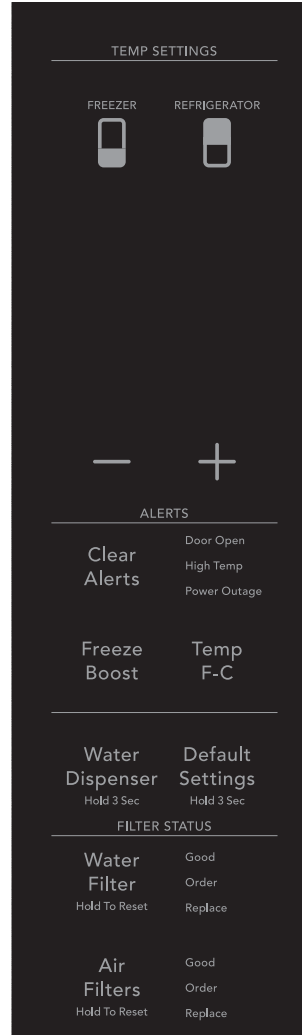 TEMP SETTINGS
FREEZER
REFRIGERATOR
− +
ALERTS
Clear
Alerts
Door Open
High Temp
Power Outage
Freeze
Boost
Temp
F-C
Water
Dispenser
Hold 3 Sec
Default
Settings
Hold 3 Sec
FILTER STATUS
Water
Filter
Hold To Reset
Good
Order
Replace
Air
Filters
Hold To Reset
Good
Order
Replace